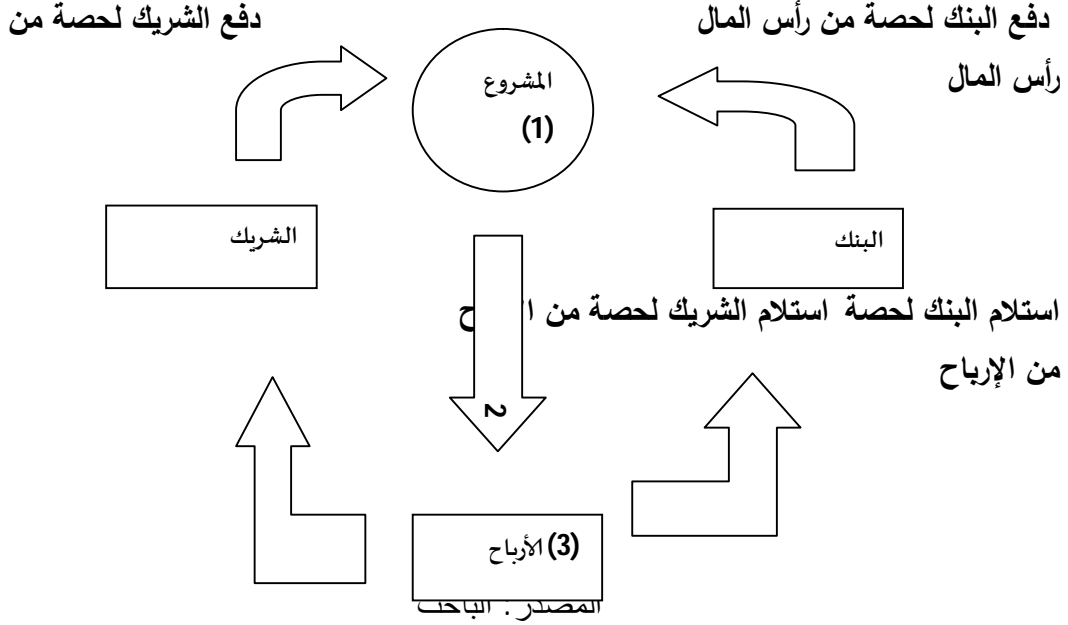 دفع البنك لحصة من رأس المال دفع الشريك لحصة من
رأس المال
المشروع
(1)
البنك
الشريك
استلام البنك لحصة استلام الشريك لحصة من
من الإرباح
2
(3) الأرباح
المصدر: الباحث